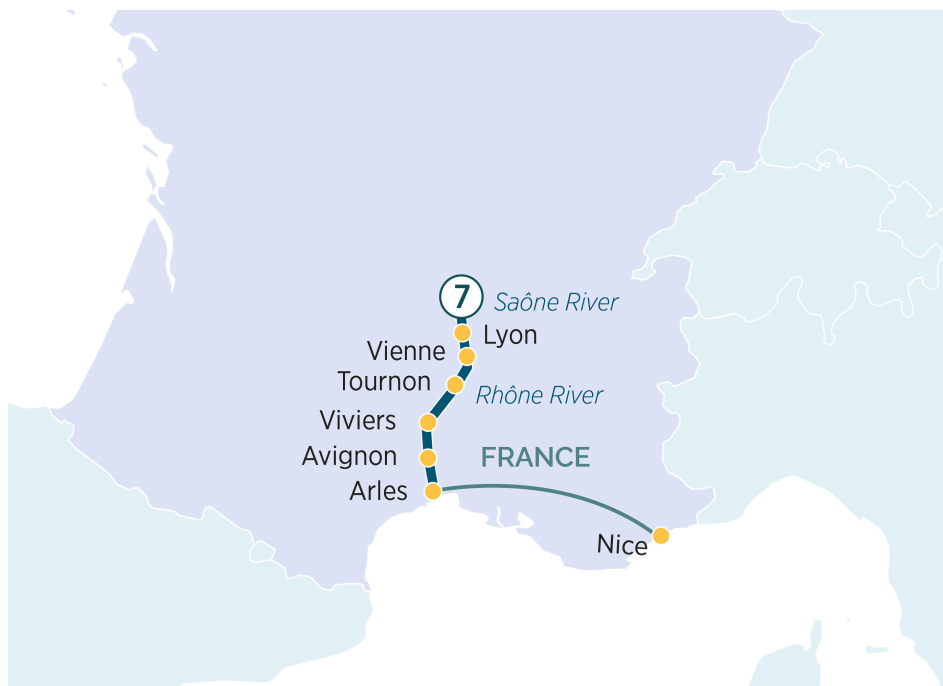 7
Saône River
Lyon
Vienne
Tournon
Rhône River
Viviers
Avignon
FRANCE
Arles
Nice